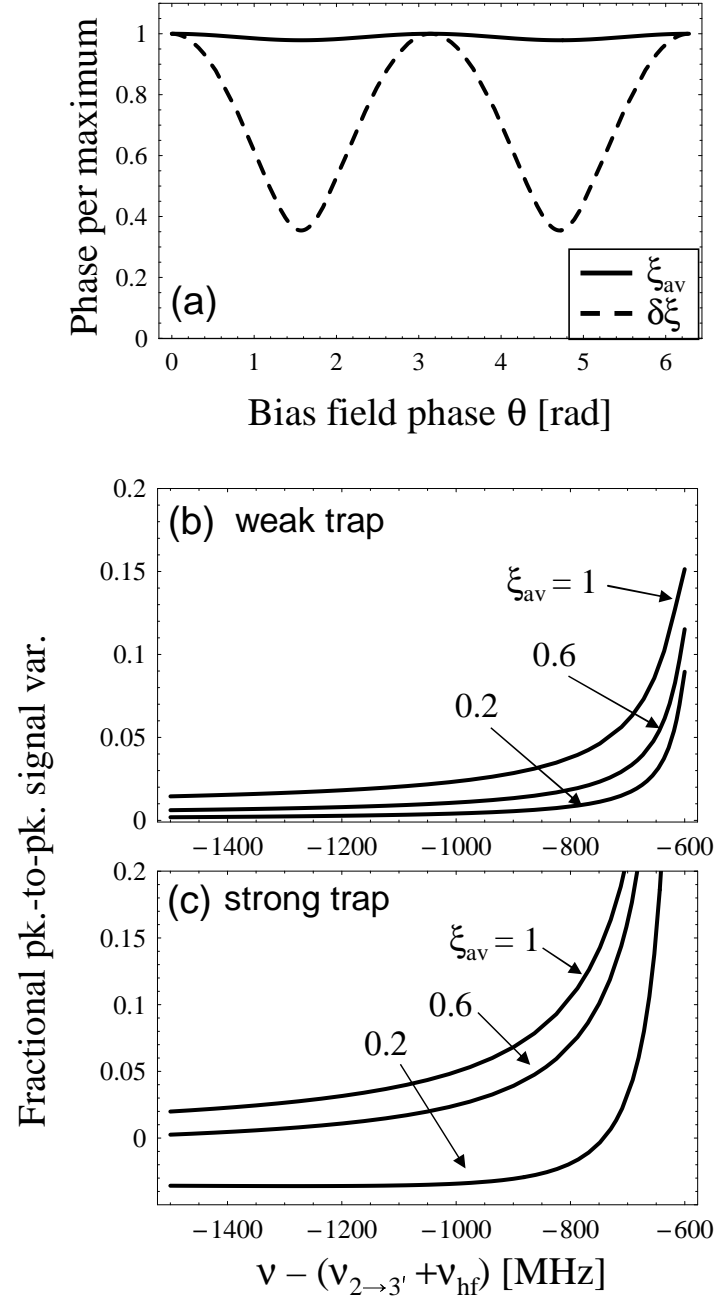 Phase per maximum
1
0.8
0.6
0.4
0.2
0
(a)
ξav
δξ
0 1 2 3 4 5 6
Bias field phase θ [rad]
Fractional pk.-to-pk. signal var.
0.2
0.15
0.1
0.05
0
(b) weak trap
ξav = 1
0.6
0.2
−1400 −1200 −1000 −800 −600
0.2
0.15
0.1
0.05
0
(c) strong trap
ξav = 1
0.6
0.2
−1400 −1200 −1000 −800 −600
ν – (ν2→3' +νhf) [MHz]